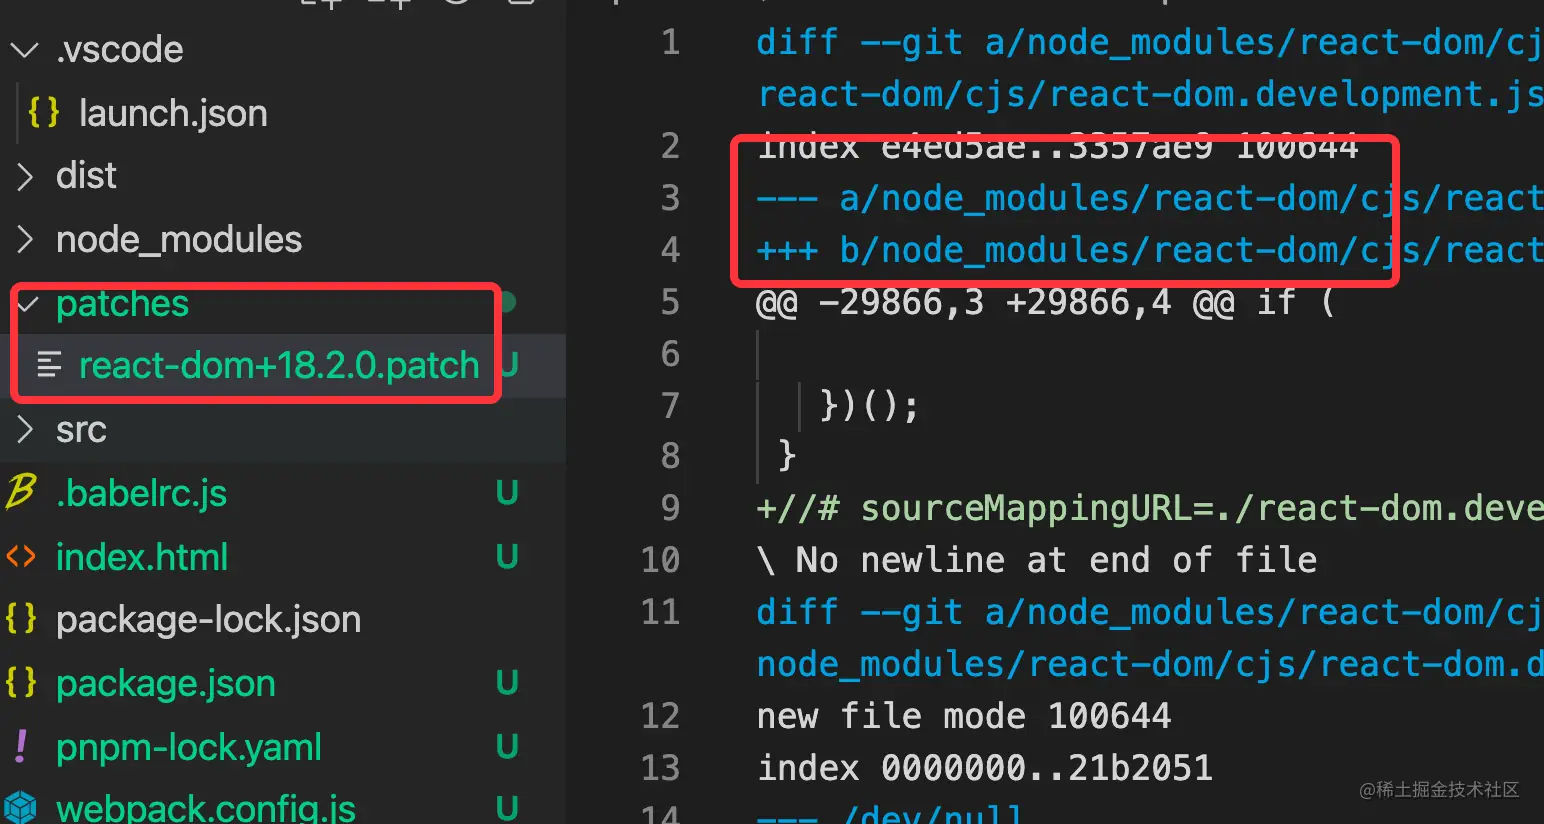 .vscode
{} launch.json
dist
node_modules
patches
react-dom+18.2.0.patch U
src
.babelrc.js U
<> index.html U
{} package-lock.json
{} package.json U
! pnpm-lock.yaml U
webpack.config.js U
1 diff --git a/node_modules/react-dom/cj
react-dom/cjs/react-dom.development.js
2 index e4ed5ae..3357ae9 100644
3 --- a/node_modules/react-dom/cjs/react
4 +++ b/node_modules/react-dom/cjs/react
5 @@ -29866,3 +29866,4 @@ if (
6
7 })();
8 }
9 +//# sourceMappingURL=./react-dom.deve
10 \ No newline at end of file
11 diff --git a/node_modules/react-dom/cj
node_modules/react-dom/cjs/react-dom.d
12 new file mode 100644
13 index 0000000..21b2051
14 --- /dev/null
@稀土掘金技术社区